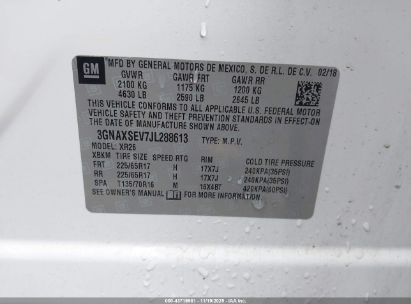 GM
MFD BY GENERAL MOTORS DE MEXICO, S. DE R.L. DE C.V. 02/18
GVWR GAWR FRT GAWR RR
2100 KG 1175 KG 1200 KG
4630 LB 2590 LB 2645 LB
THIS VEHICLE CONFORMS TO ALL APPLICABLE U.S. FEDERAL MOTOR
VEHICLE SAFETY AND THEFT PREVENTION STANDARDS IN EFFECT ON
THE DATE OF MANUFACTURE SHOWN ABOVE.
3GNAXSEV7JL288613 TYPE: M.P.V.
MODEL: XR26
XBKM TIRE SIZE SPEED RTG RIM COLD TIRE PRESSURE
FRT 225/65R17 H 17X7J 240KPA(35PSI)
RR 225/65R17 H 17X7J 240KPA(35PSI)
SPA T135/70R16 M 16X4BT 420KPA(60PSI)
SEE OWNER'S MANUAL FOR MORE INFORMATION.